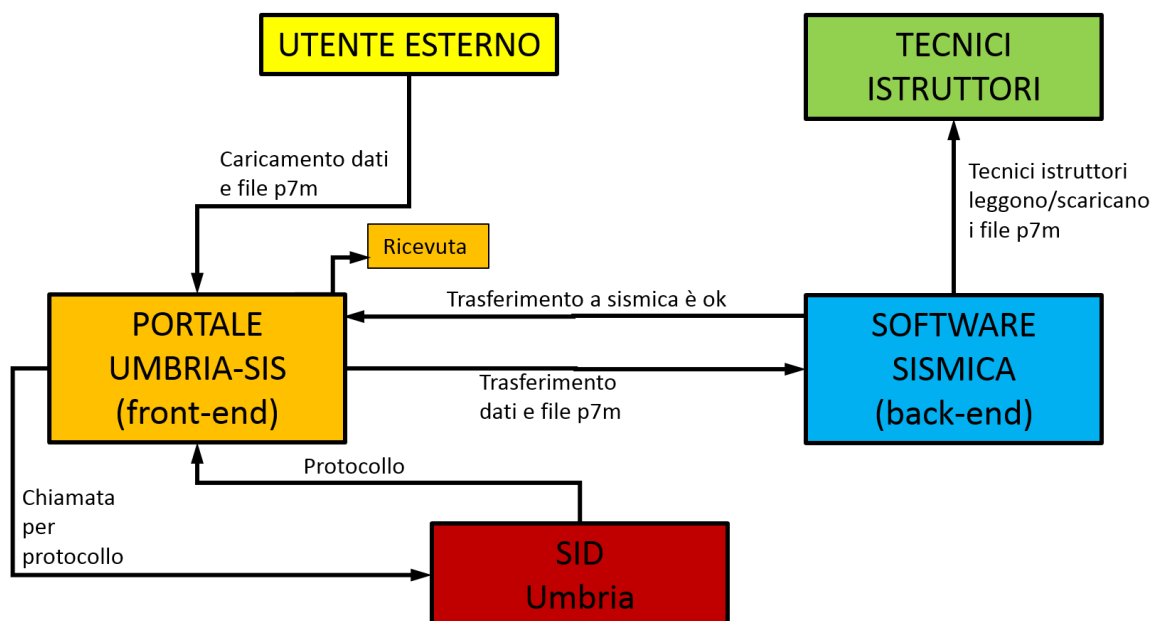 UTENTE ESTERNO
TECNICI
ISTRUTTORI
Caricamento dati
e file p7m
Tecnici istruttori
leggono/scaricano
i file p7m
Ricevuta
Trasferimento a sismica è ok
PORTALE
UMBRIA-SIS
(front-end)
SOFTWARE
SISMICA
(back-end)
Trasferimento
dati e file p7m
Protocollo
Chiamata
per
protocollo
SID
Umbria